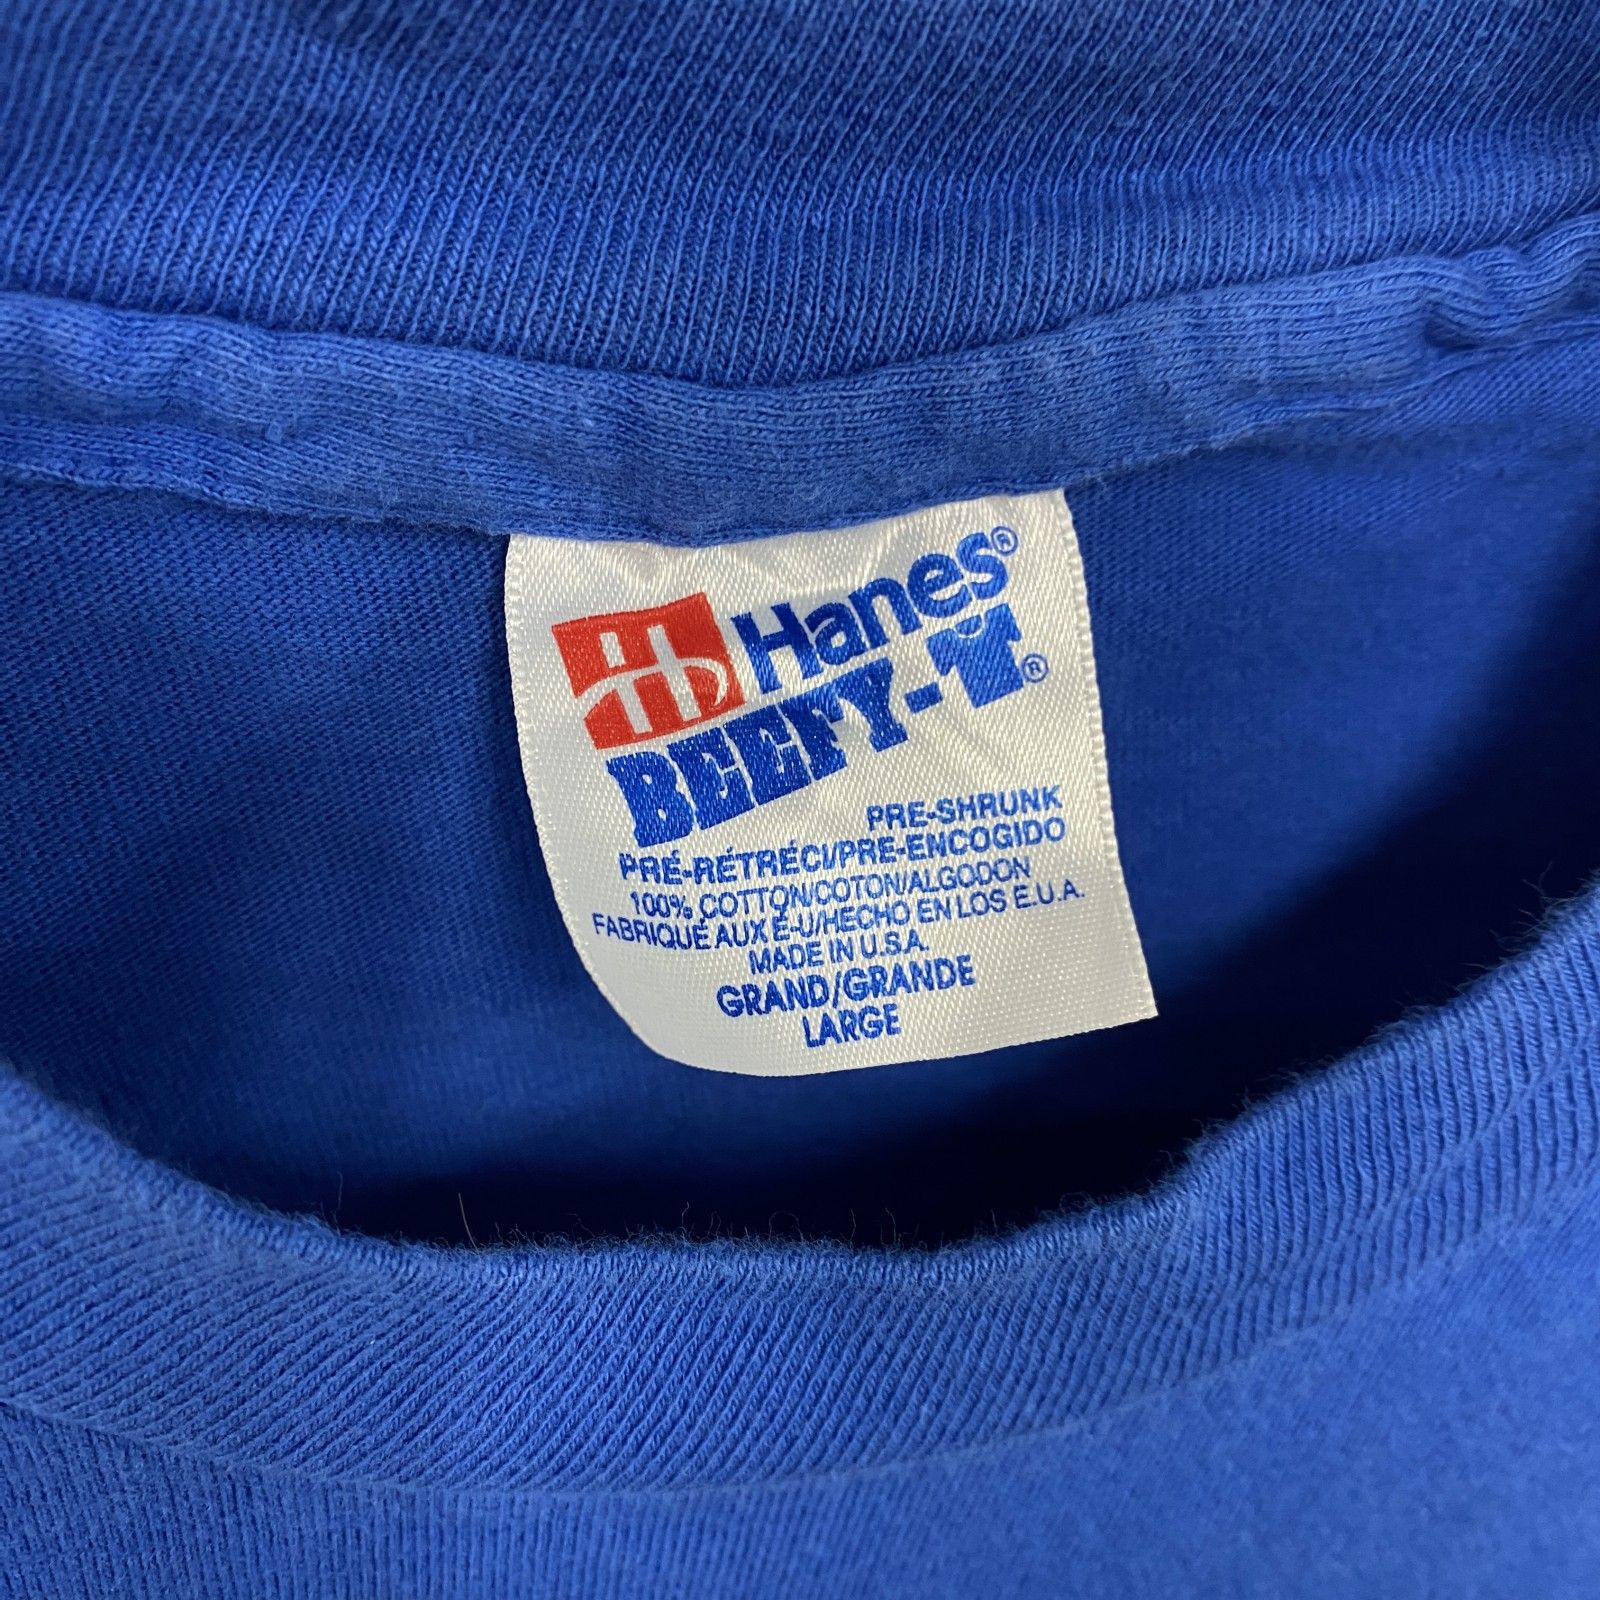 Hanes®
BEEFY-T®
PRE-SHRUNK
PRÉ-RÉTRÉCI/PRE-ENCOGIDO
100% COTTON/COTON/ALGODON
FABRIQUÉ AUX É-U/HECHO EN LOS E.U.A.
MADE IN U.S.A.
GRAND/GRANDE
LARGE